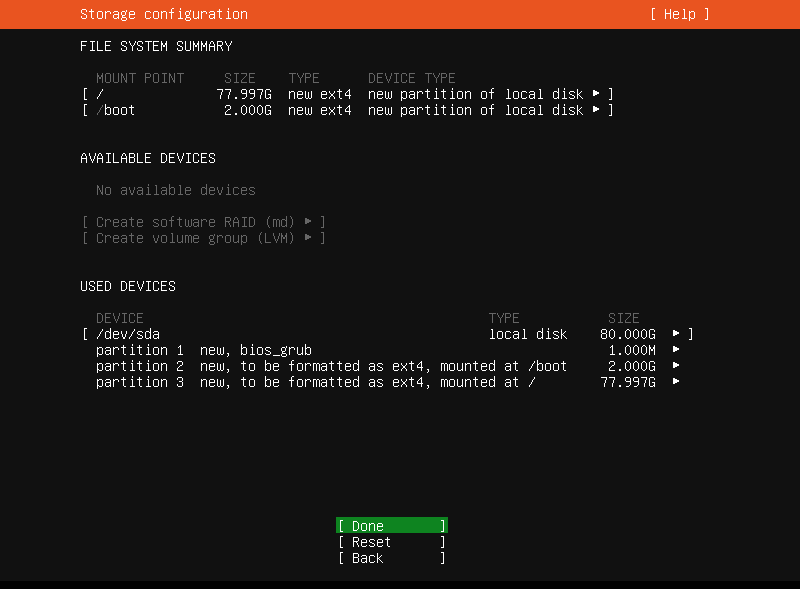 Storage configuration [ Help ]
FILE SYSTEM SUMMARY
MOUNT POINT SIZE TYPE DEVICE TYPE
[ / 77.997G new ext4 new partition of local disk ▸ ]
[ /boot 2.000G new ext4 new partition of local disk ▸ ]
AVAILABLE DEVICES
No available devices
[ Create software RAID (md) ▸ ]
[ Create volume group (LVM) ▸ ]
USED DEVICES
DEVICE TYPE SIZE
[ /dev/sda local disk 80.000G ▸ ]
partition 1 new, bios_grub 1.000M ▸
partition 2 new, to be formatted as ext4, mounted at /boot 2.000G ▸
partition 3 new, to be formatted as ext4, mounted at / 77.997G ▸
[ Done ]
[ Reset ]
[ Back ]